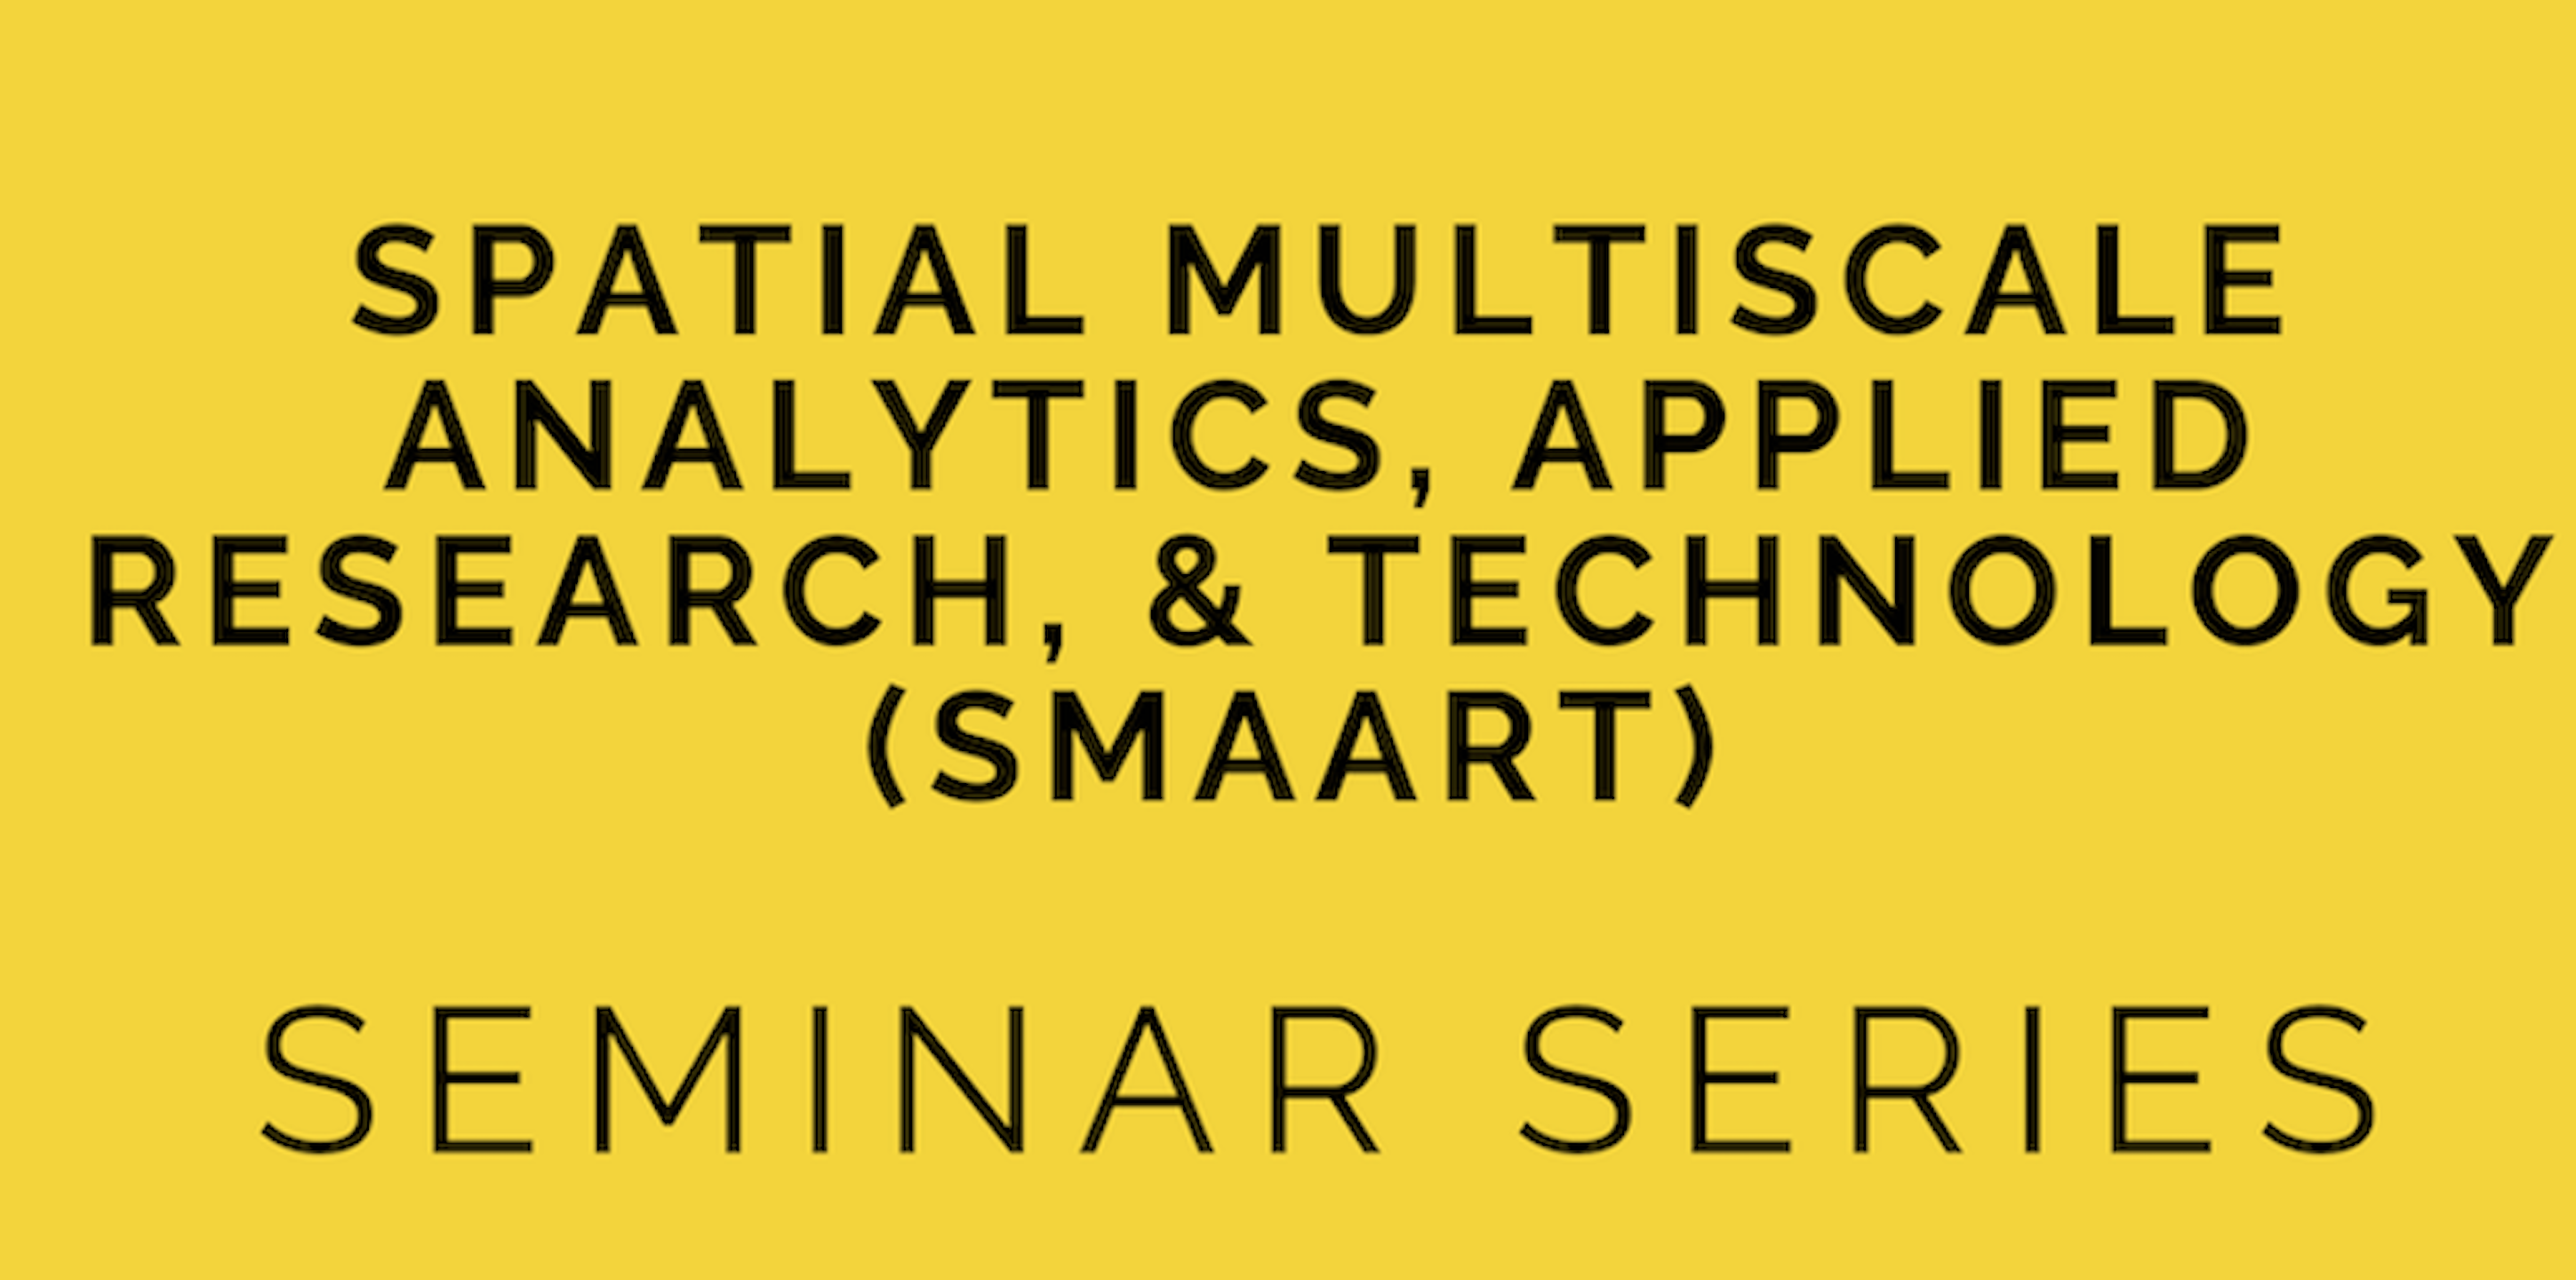 SPATIAL MULTISCALE
ANALYTICS, APPLIED
RESEARCH, & TECHNOLOGY
(SMAART)
SEMINAR SERIES